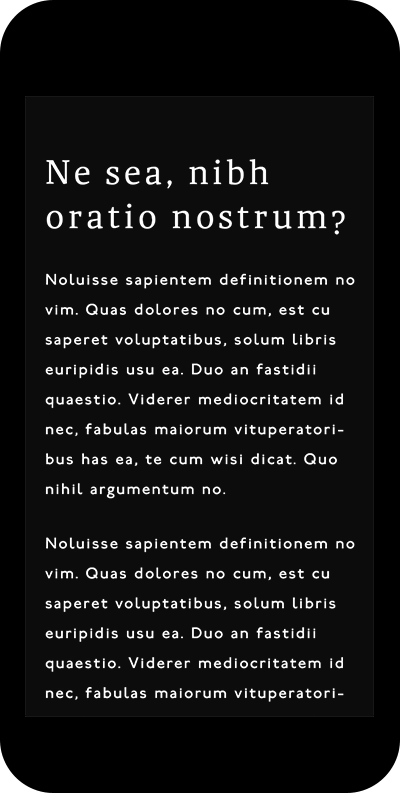 Ne sea, nibh
oratio nostrum?
Noluisse sapientem definitionem no
vim. Quas dolores no cum, est cu
saperet voluptatibus, solum libris
euripidis usu ea. Duo an fastidii
quaestio. Viderer mediocritatem id
nec, fabulas maiorum vituperatori-
bus has ea, te cum wisi dicat. Quo
nihil argumentum no.
Noluisse sapientem definitionem no
vim. Quas dolores no cum, est cu
saperet voluptatibus, solum libris
euripidis usu ea. Duo an fastidii
quaestio. Viderer mediocritatem id
nec, fabulas maiorum vituperatori-